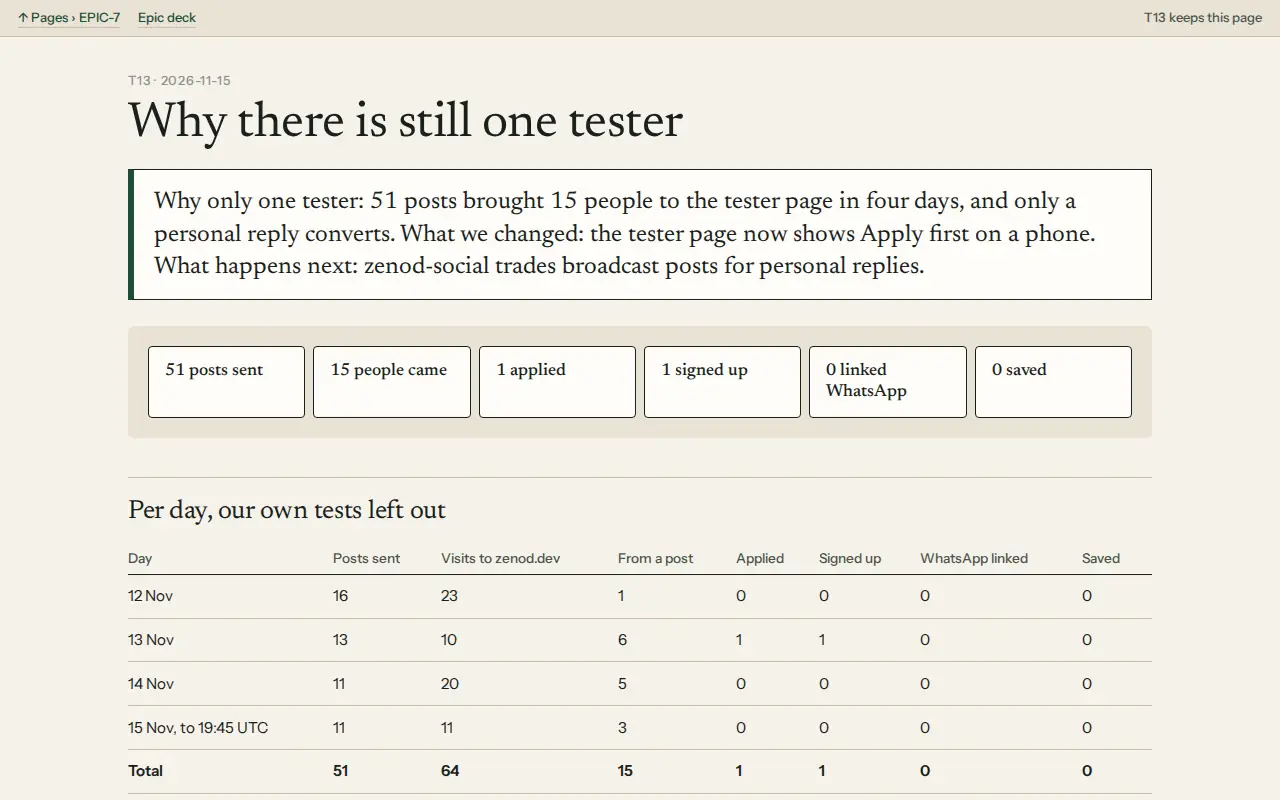 ↑ Pages › EPIC-7 Epic deck T13 keeps this page
T13 · 2026-11-15
Why there is still one tester
Why only one tester: 51 posts brought 15 people to the tester page in four days, and only a
personal reply converts. What we changed: the tester page now shows Apply first on a phone.
What happens next: zenod-social trades broadcast posts for personal replies.
51 posts sent
15 people came
1 applied
1 signed up
0 linked
WhatsApp
0 saved
Per day, our own tests left out
Day Posts sent Visits to zenod.dev From a post Applied Signed up WhatsApp linked Saved
12 Nov 16 23 1 0 0 0 0
13 Nov 13 10 6 1 1 0 0
14 Nov 11 20 5 0 0 0 0
15 Nov, to 19:45 UTC 11 11 3 0 0 0 0
Total 51 64 15 1 1 0 0